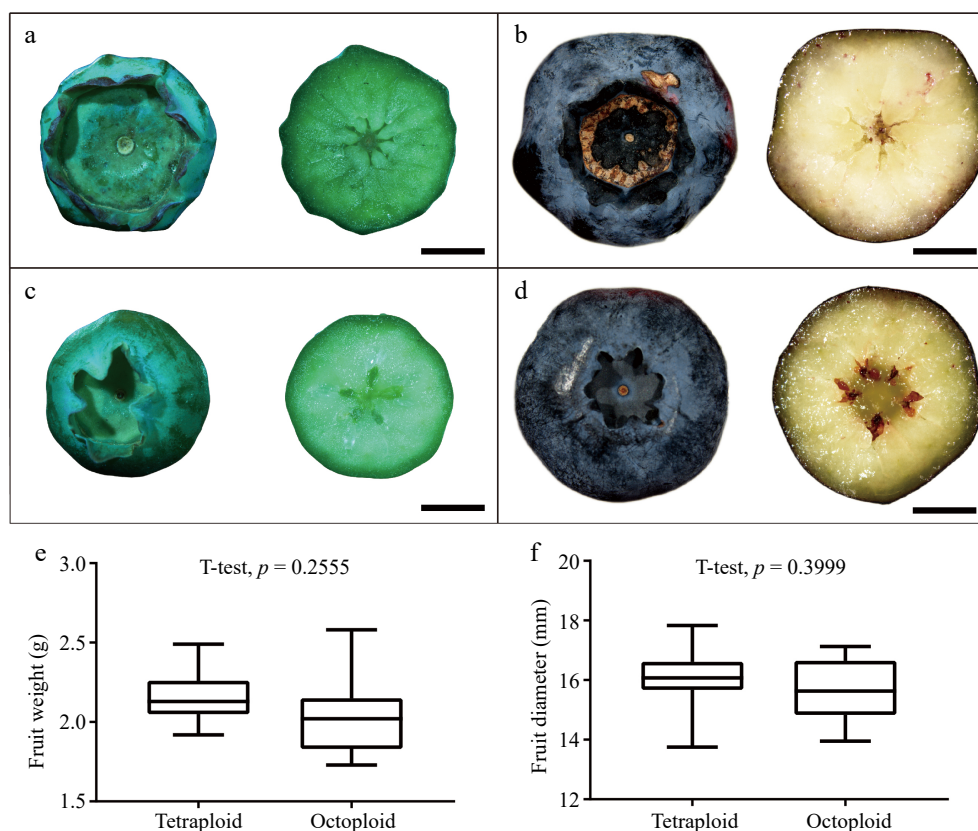 a
b
c
d
e
T-test, p = 0.2555
Fruit weight (g)
3.0
2.5
2.0
1.5
Tetraploid
Octoploid
f
T-test, p = 0.3999
Fruit diameter (mm)
20
18
16
14
12
Tetraploid
Octoploid